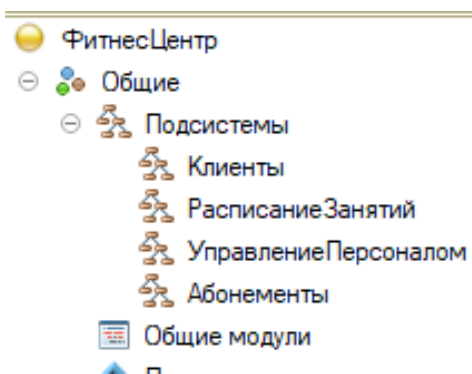 ФитнесЦентр
Общие
Подсистемы
Клиенты
РасписаниеЗанятий
УправлениеПерсоналом
Абонементы
Общие модули